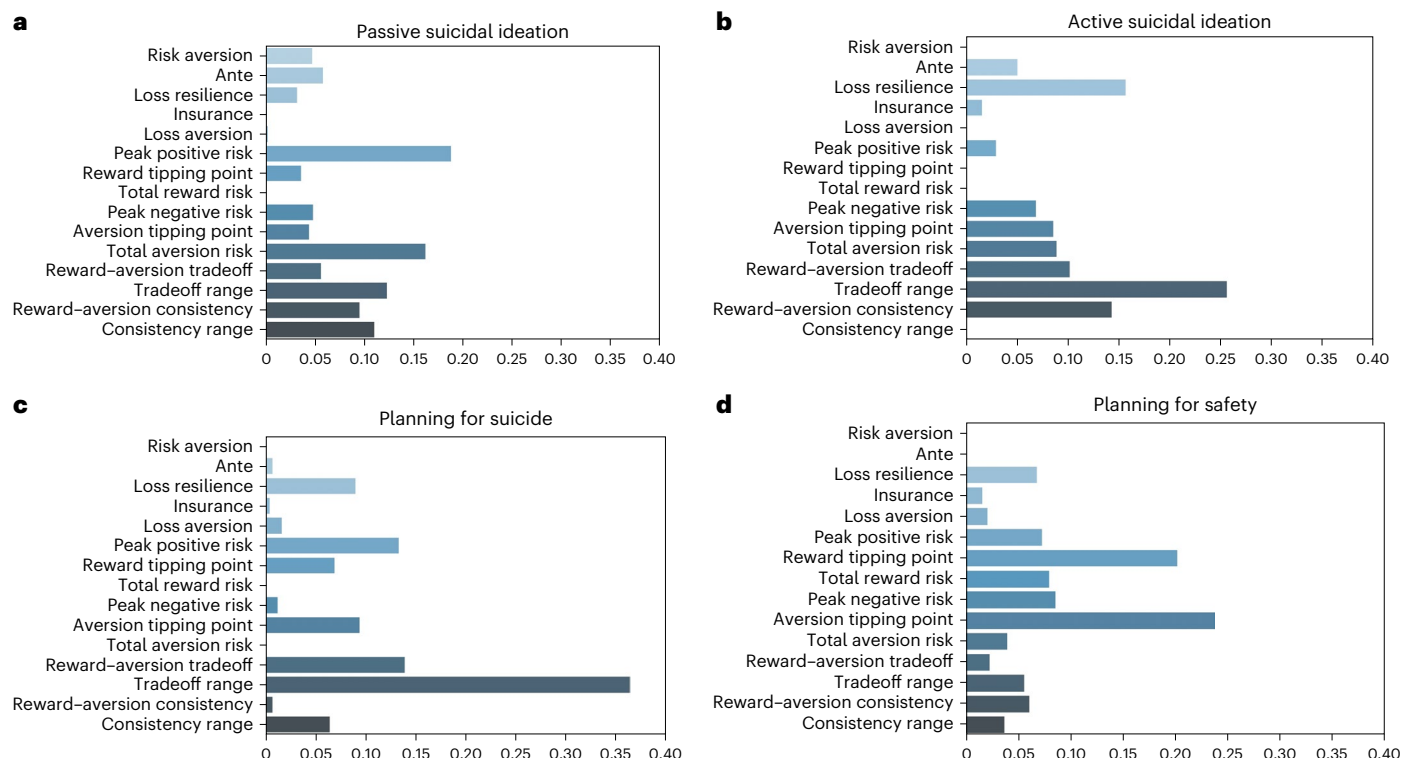 a
Passive suicidal ideation
Risk aversion
Ante
Loss resilience
Insurance
Loss aversion
Peak positive risk
Reward tipping point
Total reward risk
Peak negative risk
Aversion tipping point
Total aversion risk
Reward–aversion tradeoff
Tradeoff range
Reward–aversion consistency
Consistency range
0 0.05 0.10 0.15 0.20 0.25 0.30 0.35 0.40
b
Active suicidal ideation
Risk aversion
Ante
Loss resilience
Insurance
Loss aversion
Peak positive risk
Reward tipping point
Total reward risk
Peak negative risk
Aversion tipping point
Total aversion risk
Reward–aversion tradeoff
Tradeoff range
Reward–aversion consistency
Consistency range
0 0.05 0.10 0.15 0.20 0.25 0.30 0.35 0.40
c
Planning for suicide
Risk aversion
Ante
Loss resilience
Insurance
Loss aversion
Peak positive risk
Reward tipping point
Total reward risk
Peak negative risk
Aversion tipping point
Total aversion risk
Reward–aversion tradeoff
Tradeoff range
Reward–aversion consistency
Consistency range
0 0.05 0.10 0.15 0.20 0.25 0.30 0.35 0.40
d
Planning for safety
Risk aversion
Ante
Loss resilience
Insurance
Loss aversion
Peak positive risk
Reward tipping point
Total reward risk
Peak negative risk
Aversion tipping point
Total aversion risk
Reward–aversion tradeoff
Tradeoff range
Reward–aversion consistency
Consistency range
0 0.05 0.10 0.15 0.20 0.25 0.30 0.35 0.40